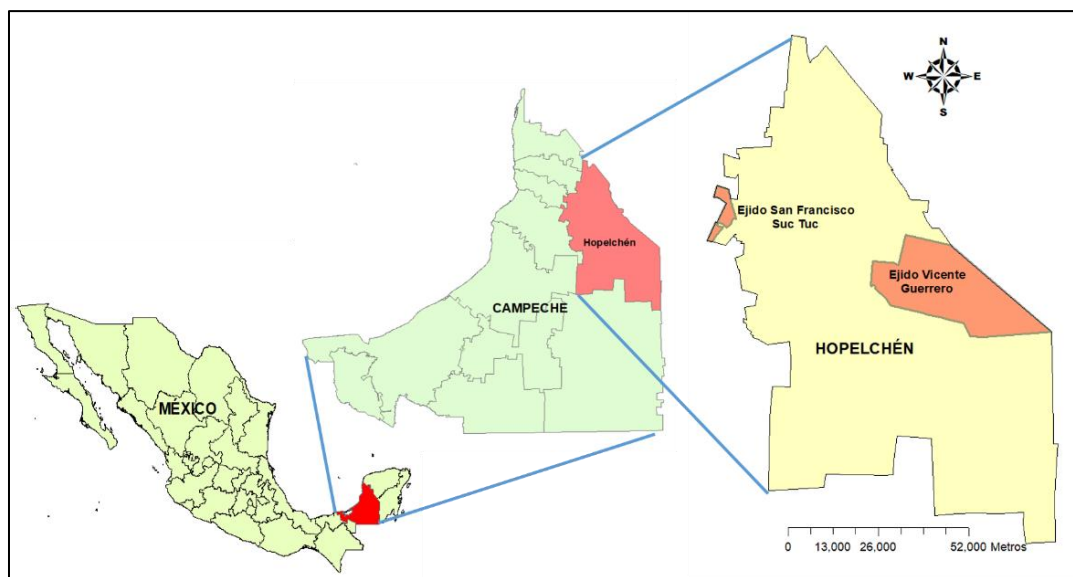 MÉXICO
CAMPECHE
Hopelchén
N
W
E
S
Ejido San Francisco
Suc Tuc
Ejido Vicente
Guerrero
HOPELCHÉN
0 13,000 26,000 52,000 Metros